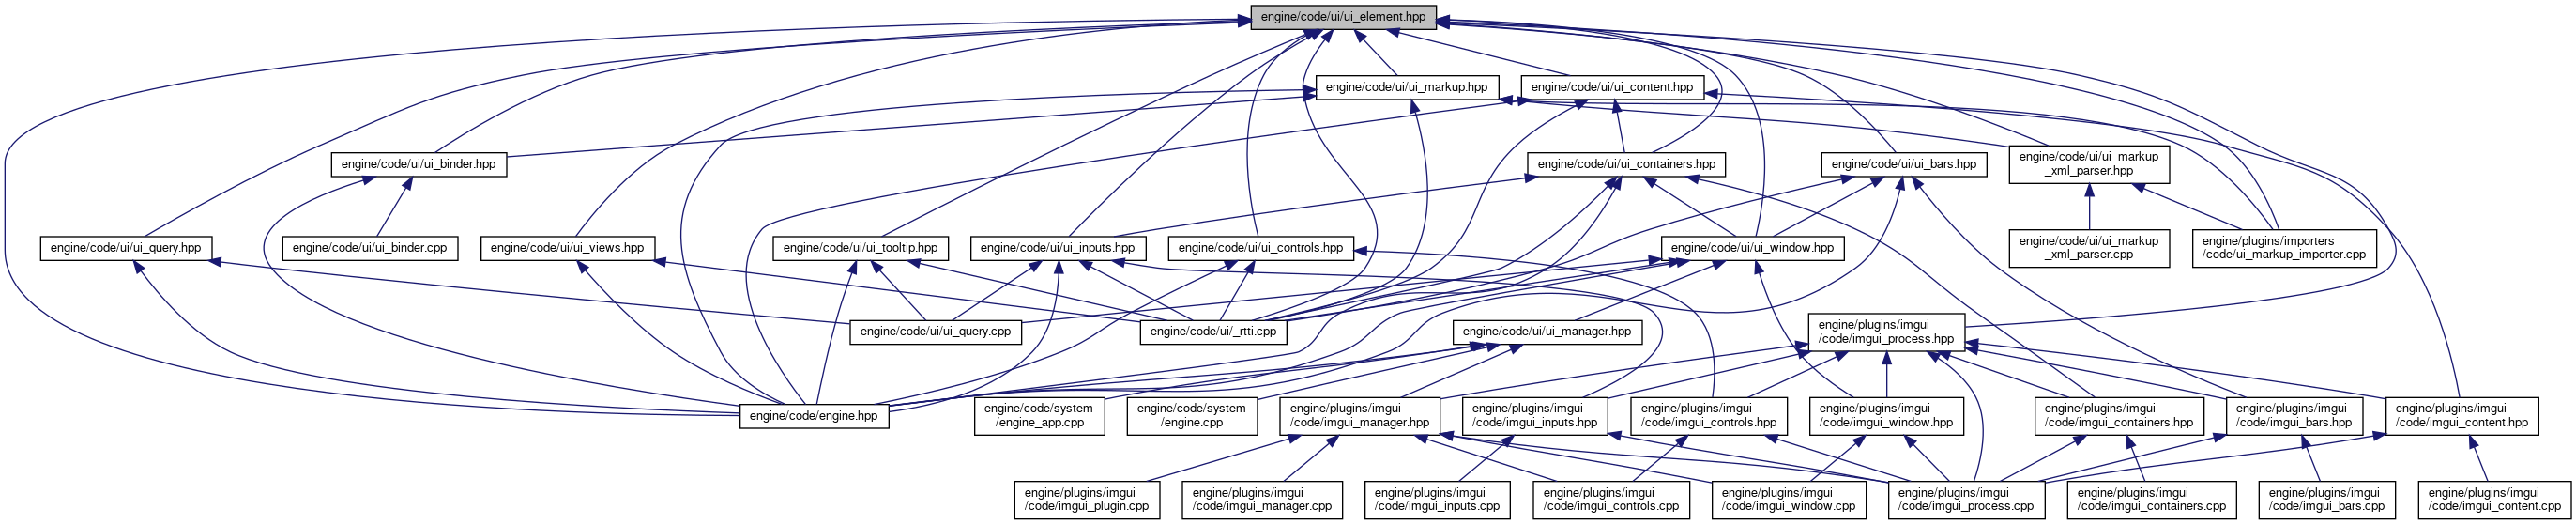 engine/code/ui/ui_element.hpp
engine/code/ui/ui_markup.hpp
engine/code/ui/ui_content.hpp
engine/code/ui/ui_binder.hpp
engine/code/ui/ui_containers.hpp
engine/code/ui/ui_bars.hpp
engine/code/ui/ui_markup
_xml_parser.hpp
engine/code/ui/ui_query.hpp
engine/code/ui/ui_binder.cpp
engine/code/ui/ui_views.hpp
engine/code/ui/ui_tooltip.hpp
engine/code/ui/ui_inputs.hpp
engine/code/ui/ui_controls.hpp
engine/code/ui/ui_window.hpp
engine/code/ui/ui_markup
_xml_parser.cpp
engine/plugins/importers
/code/ui_markup_importer.cpp
engine/code/ui/ui_query.cpp
engine/code/ui/_rtti.cpp
engine/code/ui/ui_manager.hpp
engine/plugins/imgui
/code/imgui_process.hpp
engine/code/engine.hpp
engine/code/system
/engine_app.cpp
engine/code/system
/engine.cpp
engine/plugins/imgui
/code/imgui_manager.hpp
engine/plugins/imgui
/code/imgui_inputs.hpp
engine/plugins/imgui
/code/imgui_controls.hpp
engine/plugins/imgui
/code/imgui_window.hpp
engine/plugins/imgui
/code/imgui_containers.hpp
engine/plugins/imgui
/code/imgui_bars.hpp
engine/plugins/imgui
/code/imgui_content.hpp
engine/plugins/imgui
/code/imgui_plugin.cpp
engine/plugins/imgui
/code/imgui_manager.cpp
engine/plugins/imgui
/code/imgui_inputs.cpp
engine/plugins/imgui
/code/imgui_controls.cpp
engine/plugins/imgui
/code/imgui_window.cpp
engine/plugins/imgui
/code/imgui_process.cpp
engine/plugins/imgui
/code/imgui_containers.cpp
engine/plugins/imgui
/code/imgui_bars.cpp
engine/plugins/imgui
/code/imgui_content.cpp